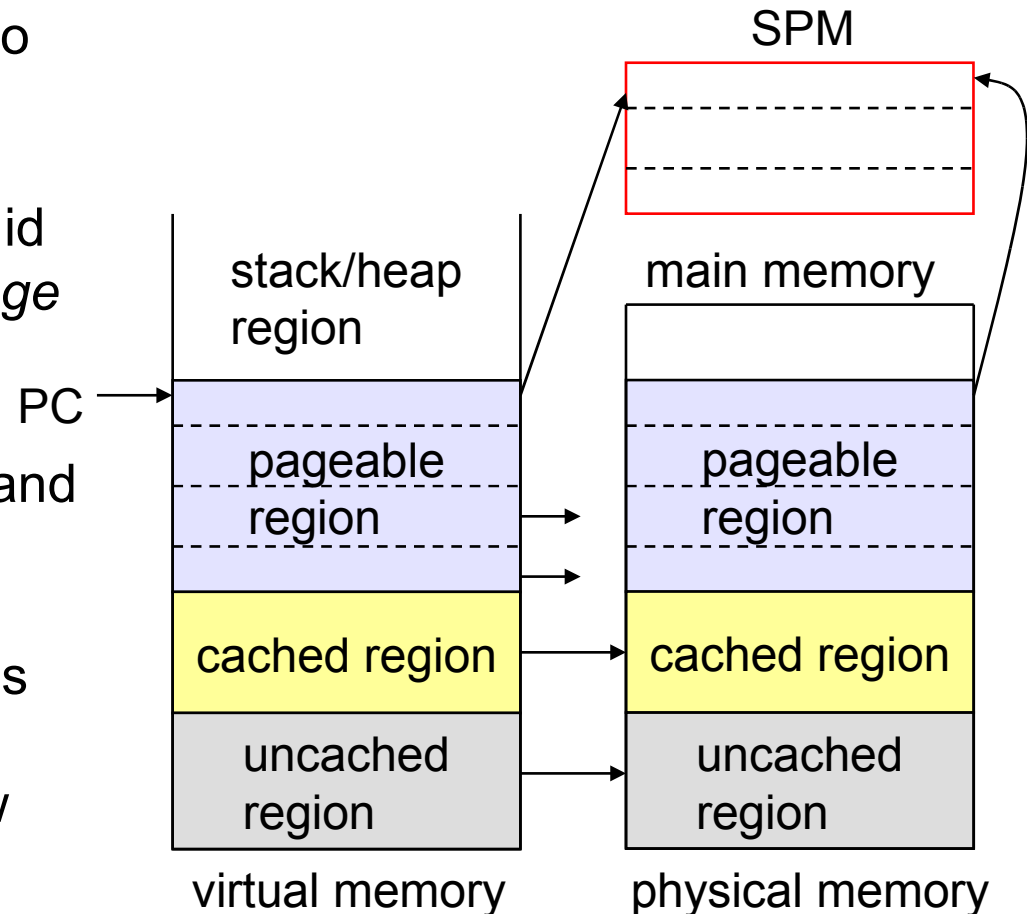 o
id
ge
PC
and
s
y
SPM
stack/heap
region
main memory
pageable
region
pageable
region
cached region
cached region
uncached
region
uncached
region
virtual memory
physical memory